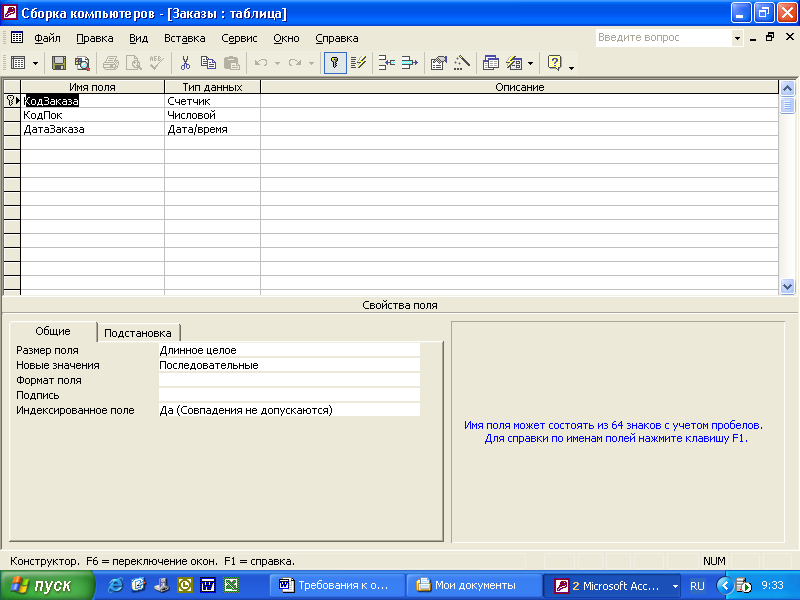 Сборка компьютеров - [Заказы : таблица]
Файл Правка Вид Вставка Сервис Окно Справка Введите вопрос
Имя поля Тип данных Описание
КодЗаказа Счетчик
КодПок Числовой
ДатаЗаказа Дата/время
Свойства поля
Общие Подстановка
Размер поля Длинное целое
Новые значения Последовательные
Формат поля
Подпись
Индексированное поле Да (Совпадения не допускаются)
Имя поля может состоять из 64 знаков с учетом пробелов.
Для справки по именам полей нажмите клавишу F1.
Конструктор. F6 = переключение окон. F1 = справка. NUM
пуск Требования к о... Мои документы 2 Microsoft Acc... RU 9:33